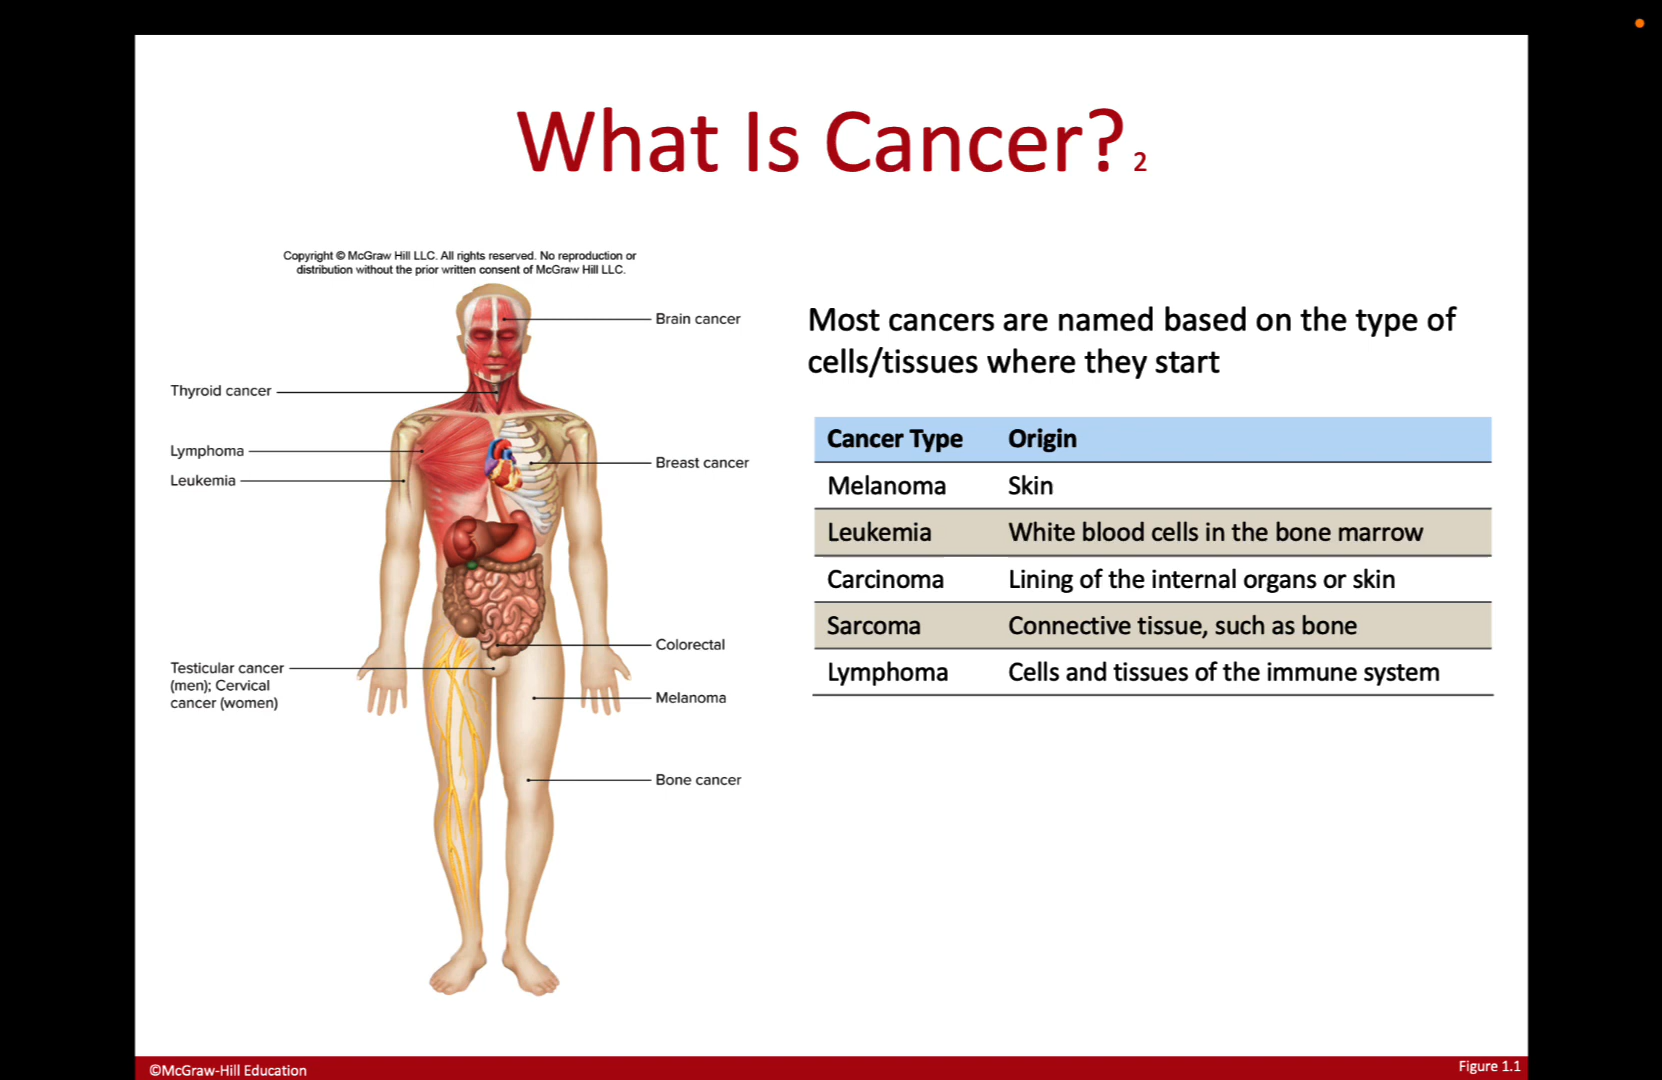 What Is Cancer? 2
Copyright © McGraw Hill LLC. All rights reserved. No reproduction or
distribution without the prior written consent of McGraw Hill LLC.
Brain cancer
Thyroid cancer
Lymphoma
Leukemia
Breast cancer
Colorectal
Testicular cancer
(men); Cervical
cancer (women)
Melanoma
Bone cancer
Most cancers are named based on the type of
cells/tissues where they start
Cancer Type Origin
Melanoma Skin
Leukemia White blood cells in the bone marrow
Carcinoma Lining of the internal organs or skin
Sarcoma Connective tissue, such as bone
Lymphoma Cells and tissues of the immune system
©McGraw-Hill Education
Figure 1.1